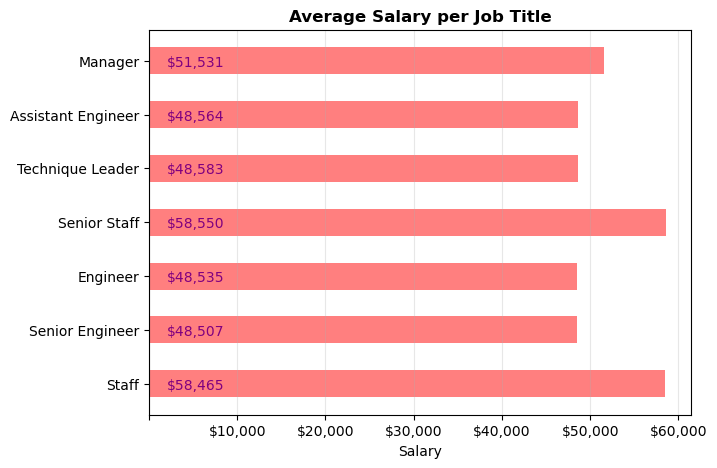 Average Salary per Job Title
Manager $51,531
Assistant Engineer $48,564
Technique Leader $48,583
Senior Staff $58,550
Engineer $48,535
Senior Engineer $48,507
Staff $58,465
$10,000 $20,000 $30,000 $40,000 $50,000 $60,000
Salary